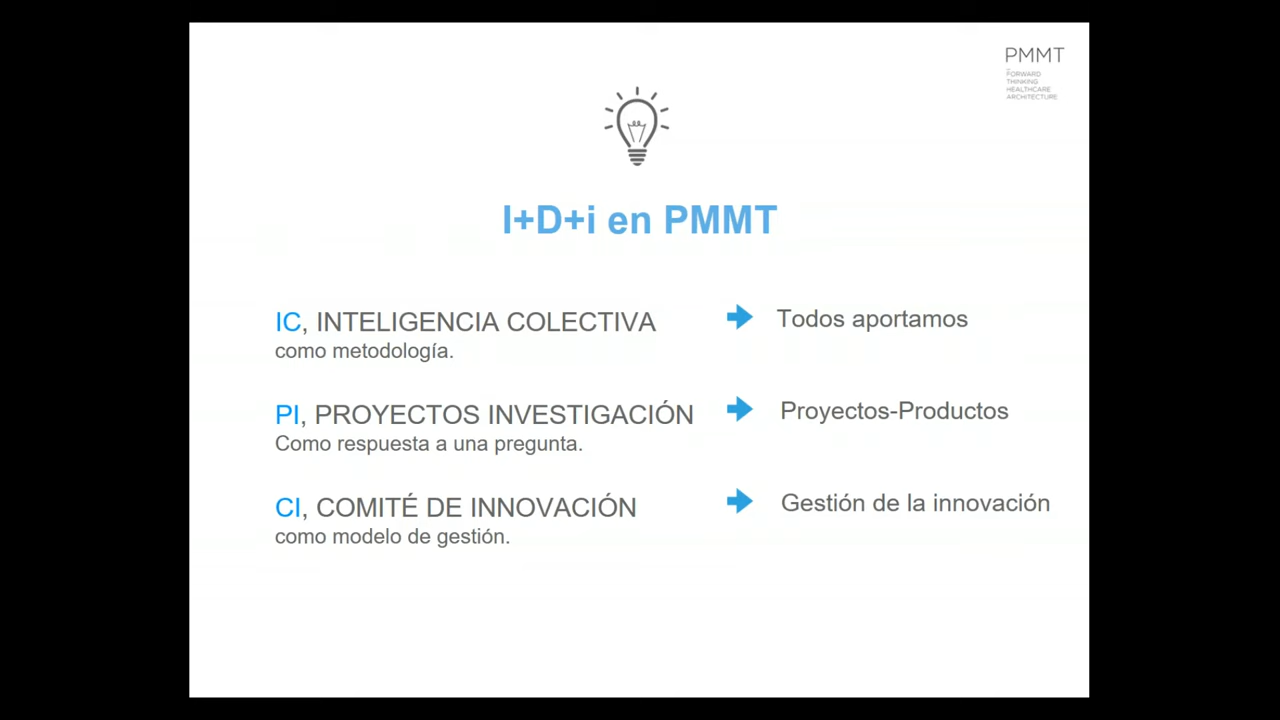 PMMT
FORWARD
THINKING
HEALTHCARE
ARCHITECTURE
I+D+i en PMMT
IC, INTELIGENCIA COLECTIVA
como metodología.
Todos aportamos
PI, PROYECTOS INVESTIGACIÓN
Como respuesta a una pregunta.
Proyectos-Productos
CI, COMITÉ DE INNOVACIÓN
como modelo de gestión.
Gestión de la innovación